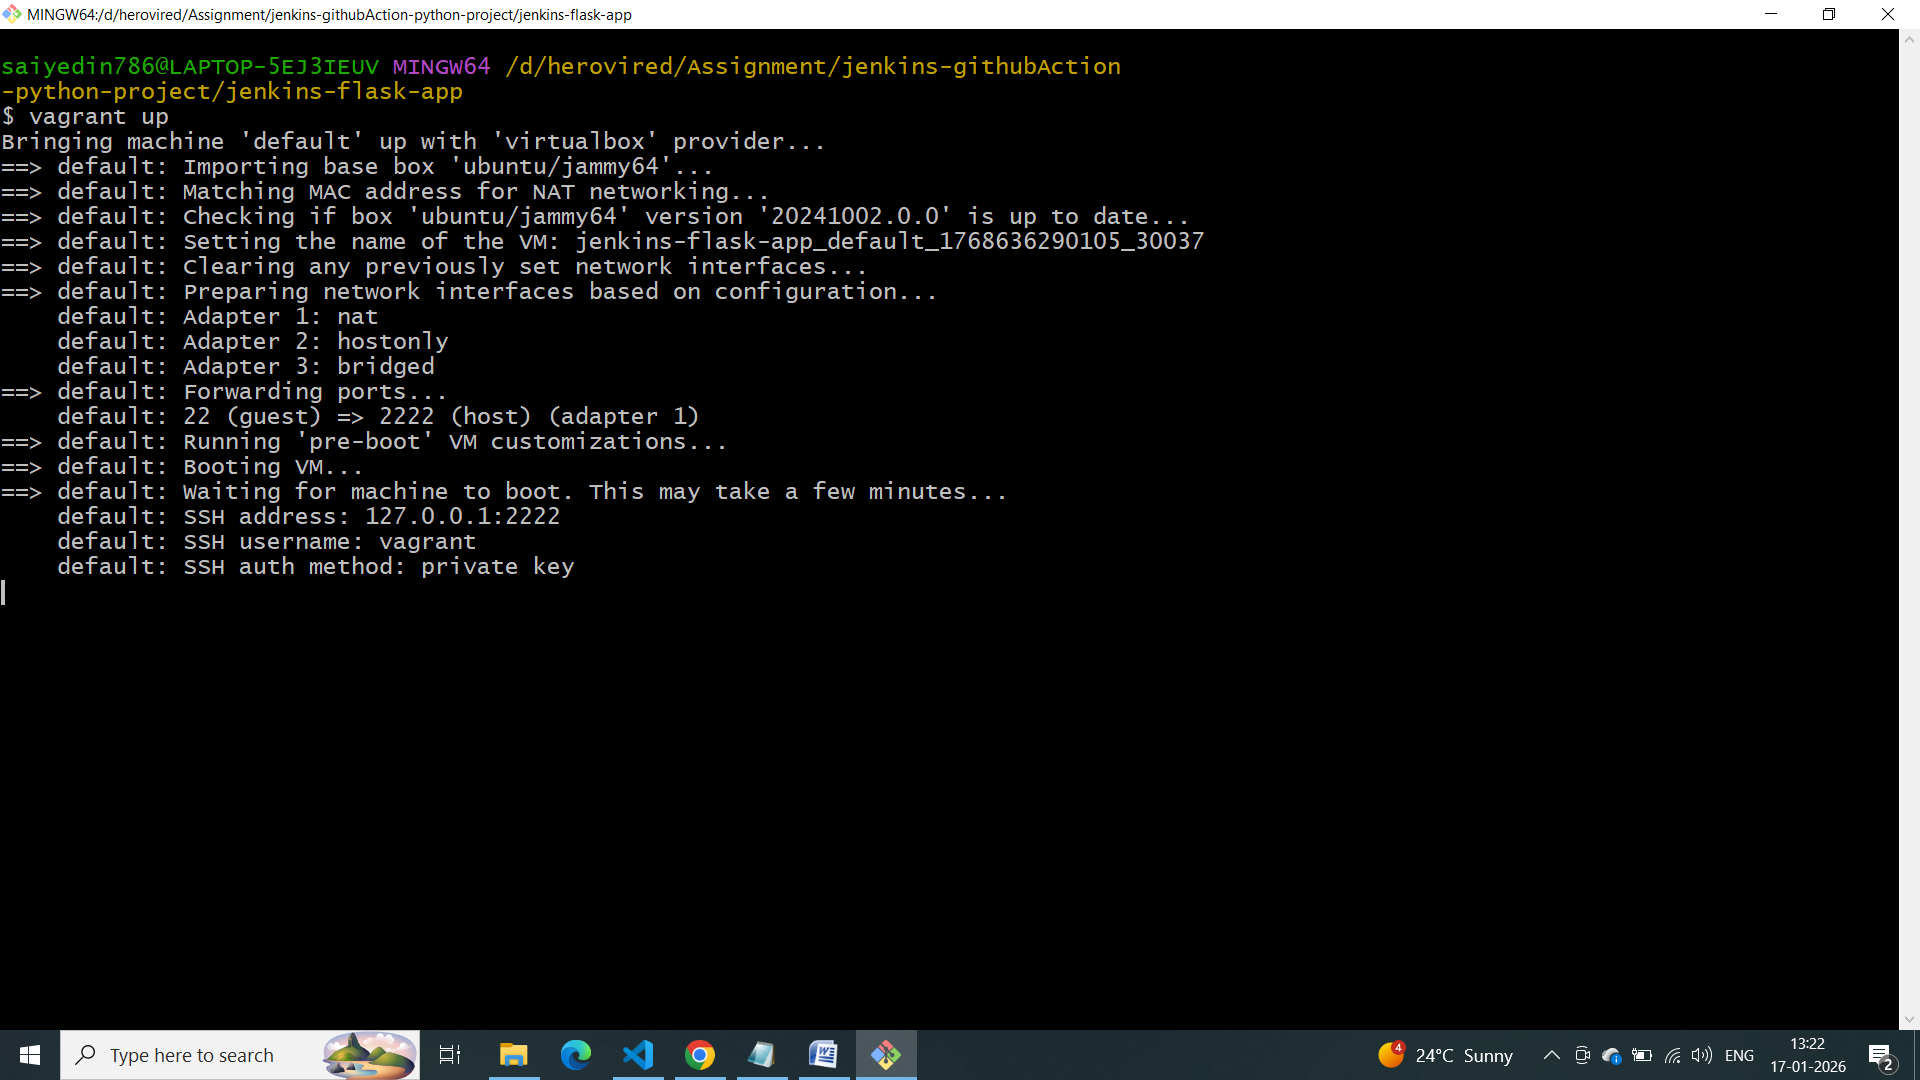 MINGW64:/d/herovired/Assignment/jenkins-githubAction-python-project/jenkins-flask-app
saiyedin786@LAPTOP-5EJ3IEUV MINGW64 /d/herovired/Assignment/jenkins-githubAction
-python-project/jenkins-flask-app
$ vagrant up
Bringing machine 'default' up with 'virtualbox' provider...
==> default: Importing base box 'ubuntu/jammy64'...
==> default: Matching MAC address for NAT networking...
==> default: Checking if box 'ubuntu/jammy64' version '20241002.0.0' is up to date...
==> default: Setting the name of the VM: jenkins-flask-app_default_1768636290105_30037
==> default: Clearing any previously set network interfaces...
==> default: Preparing network interfaces based on configuration...
    default: Adapter 1: nat
    default: Adapter 2: hostonly
    default: Adapter 3: bridged
==> default: Forwarding ports...
    default: 22 (guest) => 2222 (host) (adapter 1)
==> default: Running 'pre-boot' VM customizations...
==> default: Booting VM...
==> default: Waiting for machine to boot. This may take a few minutes...
    default: SSH address: 127.0.0.1:2222
    default: SSH username: vagrant
    default: SSH auth method: private key
Type here to search
4
24°C Sunny
ENG
13:22
17-01-2026
2